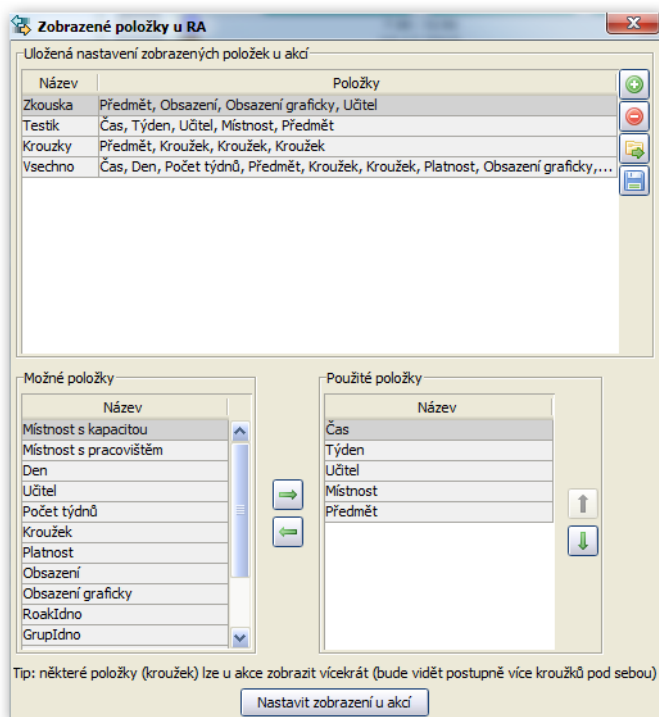 Zobrazené položky u RA
Uložená nastavení zobrazených položek u akcí
Název Položky
Zkouska Předmět, Obsazení, Obsazení graficky, Učitel
Testik Čas, Týden, Učitel, Místnost, Předmět
Krouzky Předmět, Kroužek, Kroužek, Kroužek
Vsechno Čas, Den, Počet týdnů, Předmět, Kroužek, Kroužek, Platnost, Obsazení graficky,...
Možné položky
Název
Místnost s kapacitou
Místnost s pracovištěm
Den
Učitel
Počet týdnů
Kroužek
Platnost
Obsazení
Obsazení graficky
RoakIdno
GrupIdno
Použité položky
Název
Čas
Týden
Učitel
Místnost
Předmět
Tip: některé položky (kroužek) lze u akce zobrazit vícekrát (bude vidět postupně více kroužků pod sebou)
Nastavit zobrazení u akcí